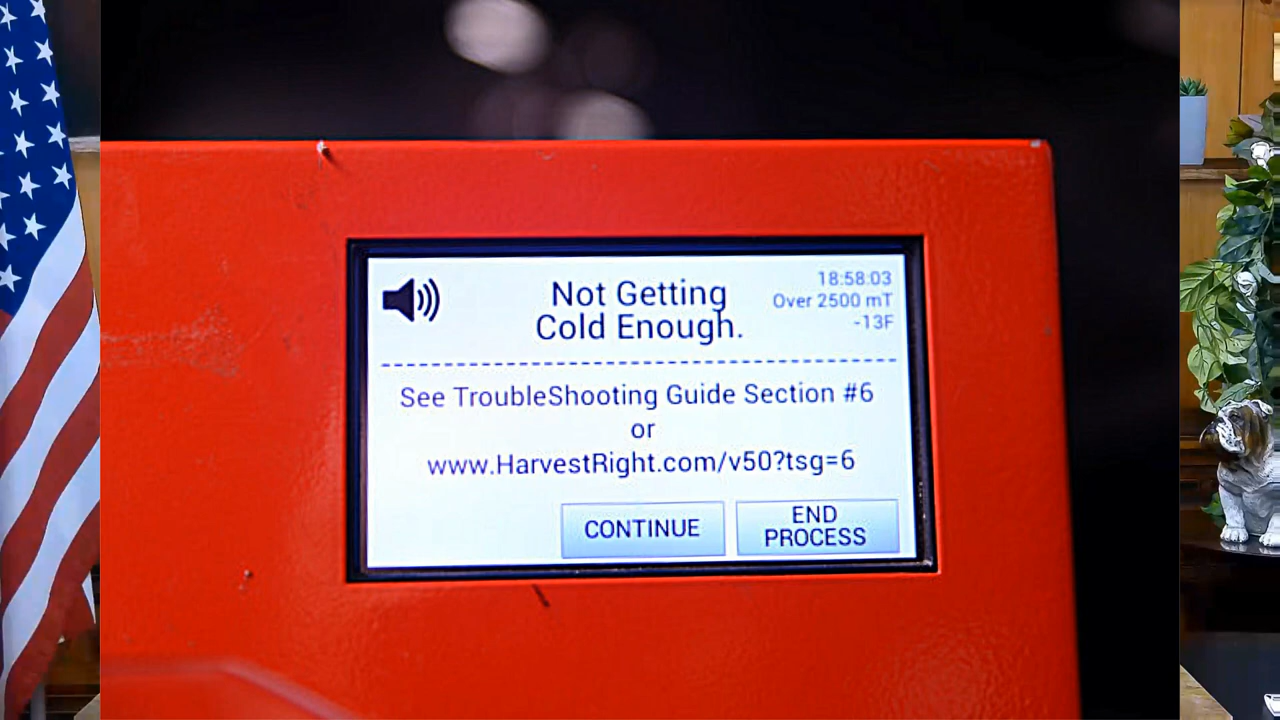 Not Getting
Cold Enough.
18:58:03
Over 2500 mT
-13F
See TroubleShooting Guide Section #6
or
www.HarvestRight.com/v50?tsg=6
CONTINUE
END
PROCESS